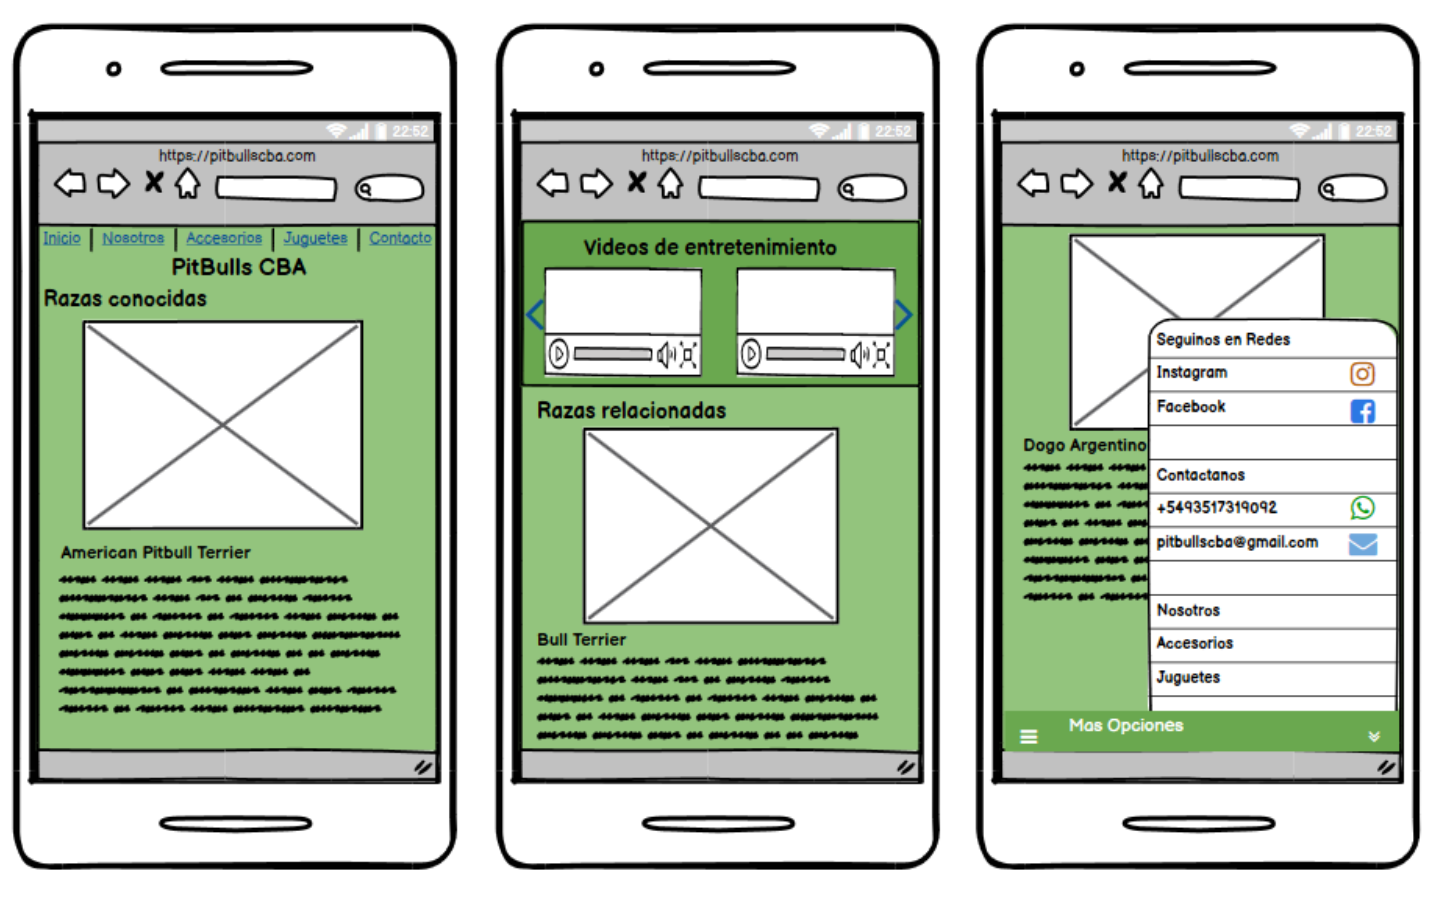 22:52
https://pitbullscba.com
Inicio | Nosotros | Accesorios | Juguetes | Contacto
PitBulls CBA
Razas conocidas
American Pitbull Terrier
22:52
https://pitbullscba.com
Videos de entretenimiento
Razas relacionadas
Bull Terrier
22:52
https://pitbullscba.com
Dogo Argentino
Seguinos en Redes
Instagram
Facebook
Contactanos
+5493517319092
pitbullscba@gmail.com
Nosotros
Accesorios
Juguetes
Mas Opciones